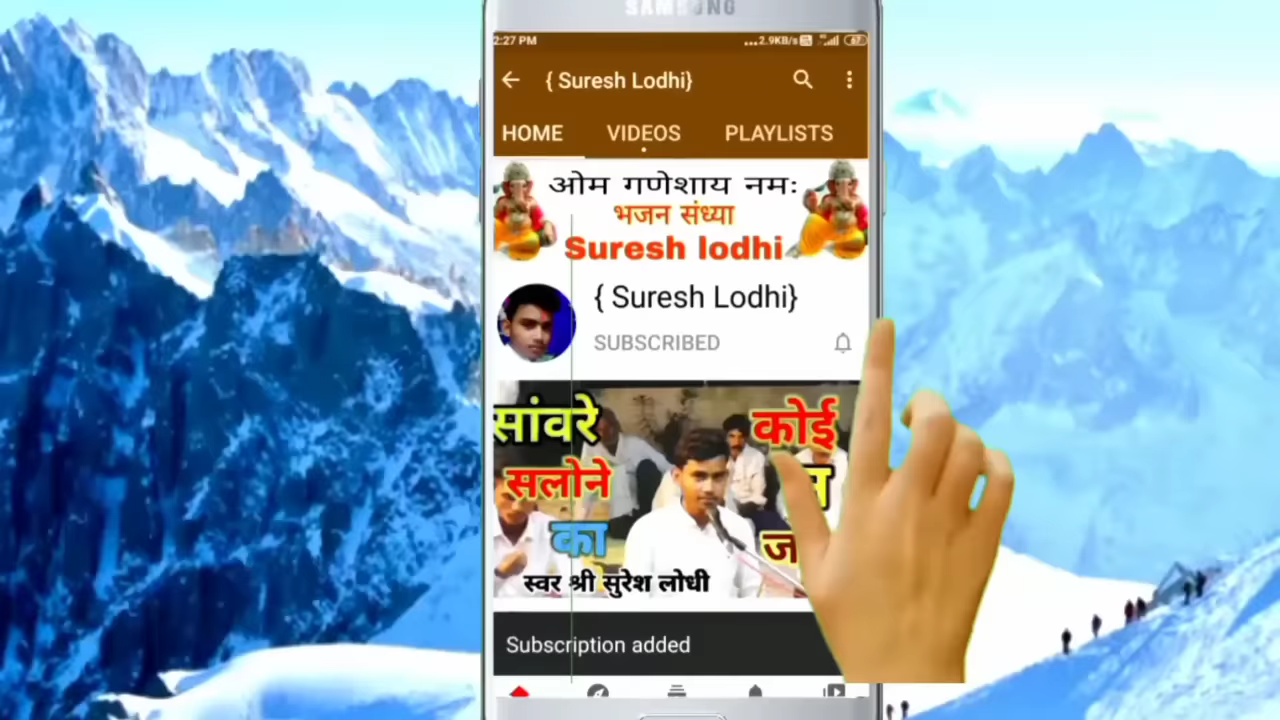 SAMSUNG
2:27 PM
...2.9KB/s
67
{ Suresh Lodhi}
HOME VIDEOS PLAYLISTS
ओम गणेशाय नमः
भजन संध्या
Suresh lodhi
{ Suresh Lodhi}
SUBSCRIBED
सांवरे कोई
सलोने
का
स्वर श्री सुरेश लोधी
Subscription added